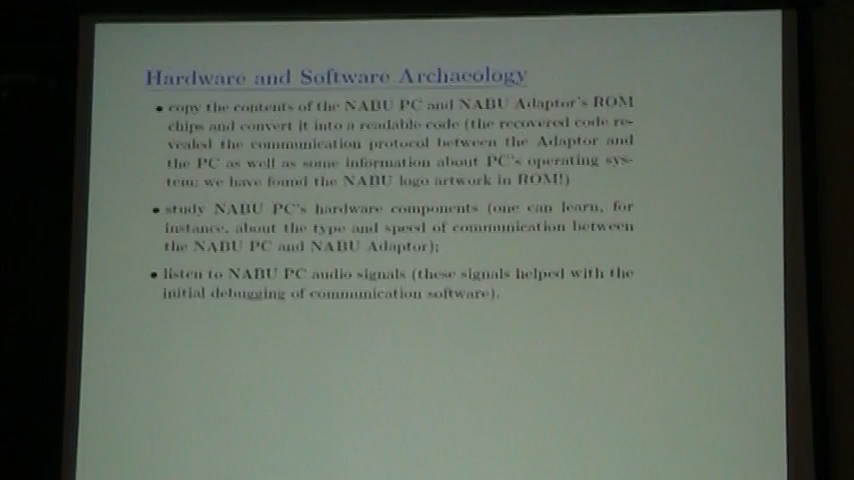 Hardware and Software Archaeology
• copy the contents of the NABU PC and NABU Adaptor's ROM
chips and convert it into a readable code (the recovered code re-
vealed the communication protocol between the Adaptor and
the PC as well as some information about PC's operating sys-
tem; we have found the NABU logo artwork in ROM!)
• study NABU PC's hardware components (one can learn, for
instance, about the type and speed of communication between
the NABU PC and NABU Adaptor);
• listen to NABU PC audio signals (these signals helped with the
initial debugging of communication software).